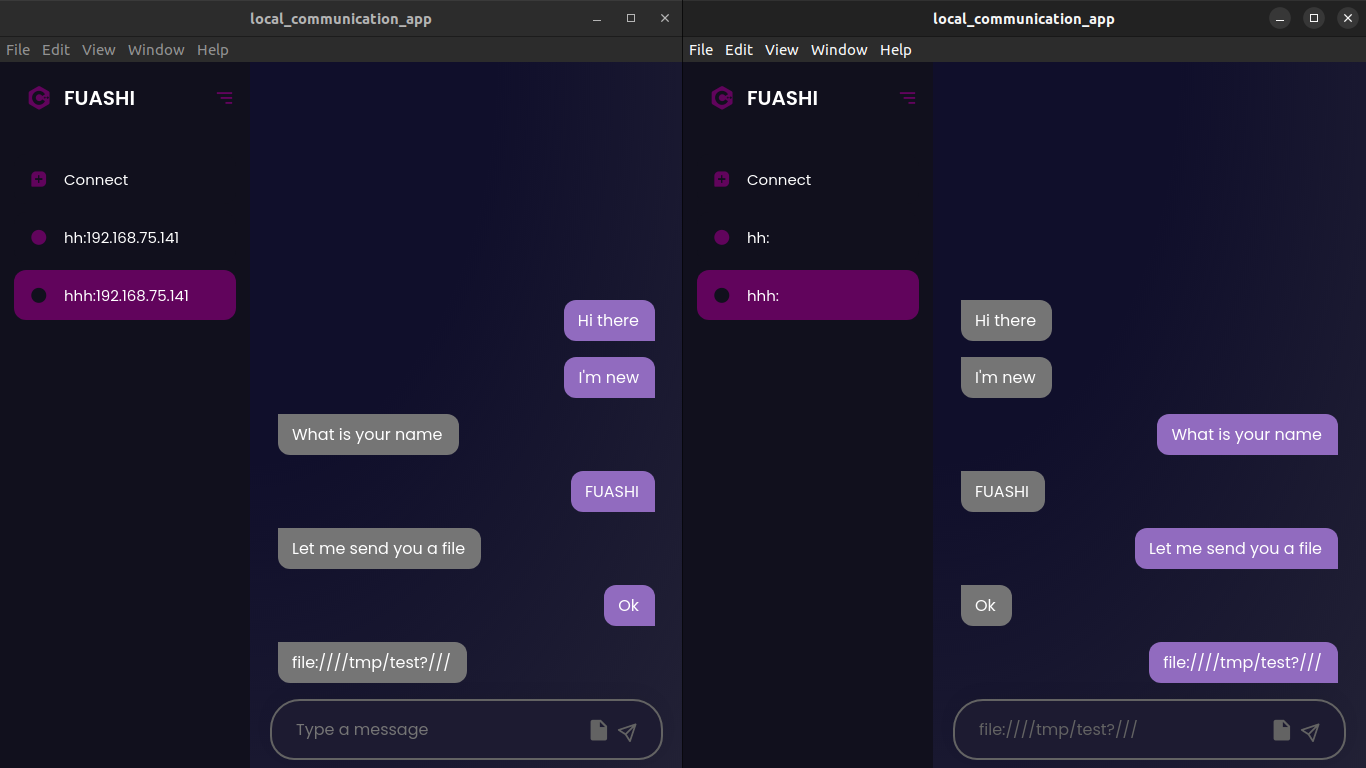 local_communication_app
File Edit View Window Help
FUASHI
Connect
hh:192.168.75.141
hhh:192.168.75.141
Hi there
I'm new
What is your name
FUASHI
Let me send you a file
Ok
file:////tmp/test?///
Type a message
local_communication_app
File Edit View Window Help
FUASHI
Connect
hh:
hhh:
Hi there
I'm new
What is your name
FUASHI
Let me send you a file
Ok
file:////tmp/test?///
file:////tmp/test?///